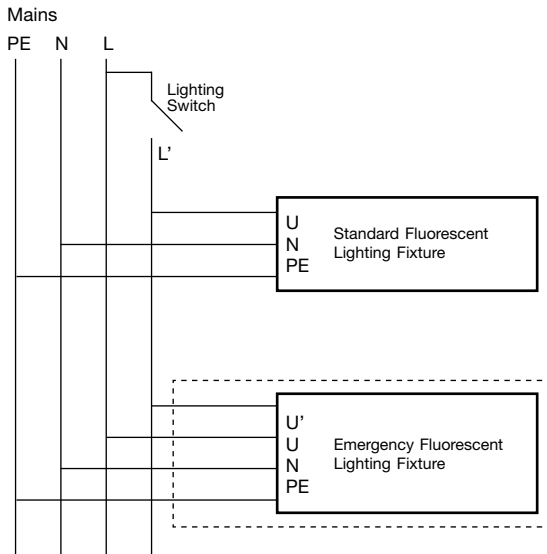 Mains
PE N L
Lighting
Switch
L’
U
N
PE
Standard Fluorescent
Lighting Fixture
U’
U
N
PE
Emergency Fluorescent
Lighting Fixture